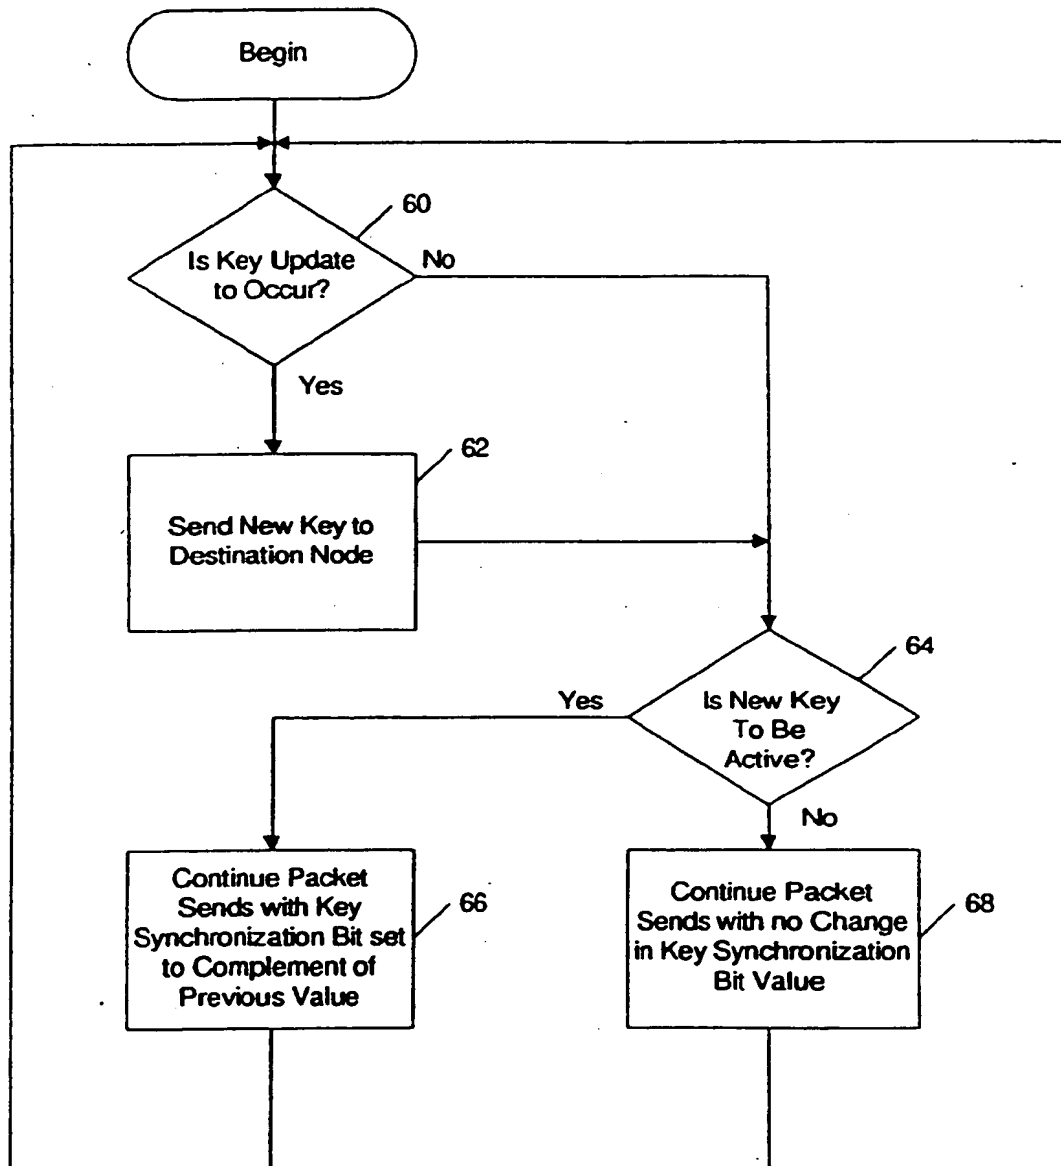 Begin
60
Is Key Update
to Occur?
No
Yes
62
Send New Key to
Destination Node
64
Yes
Is New Key
To Be
Active?
No
Continue Packet
Sends with Key
Synchronization Bit set
to Complement of
Previous Value
66
Continue Packet
Sends with no Change
in Key Synchronization
Bit Value
68